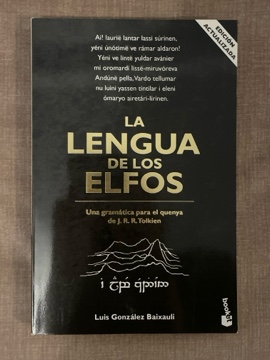 Ai! laurië lantar lassi súrinen,
yéni únótimë ve rámar aldaron!
Yéni ve lintë yuldar avánier
mi oromardi lissë-miruvóreva
Andúnë pella, Vardo tellumar
nu luini yassen tintilar i eleni
ómaryo airetári-lírinen.
EDICIÓN
ACTUALIZADA
LA
LENGUA
DE LOS
ELFOS
Una gramática para el quenya
de J. R. R. Tolkien
Luis González Baixauli
booket